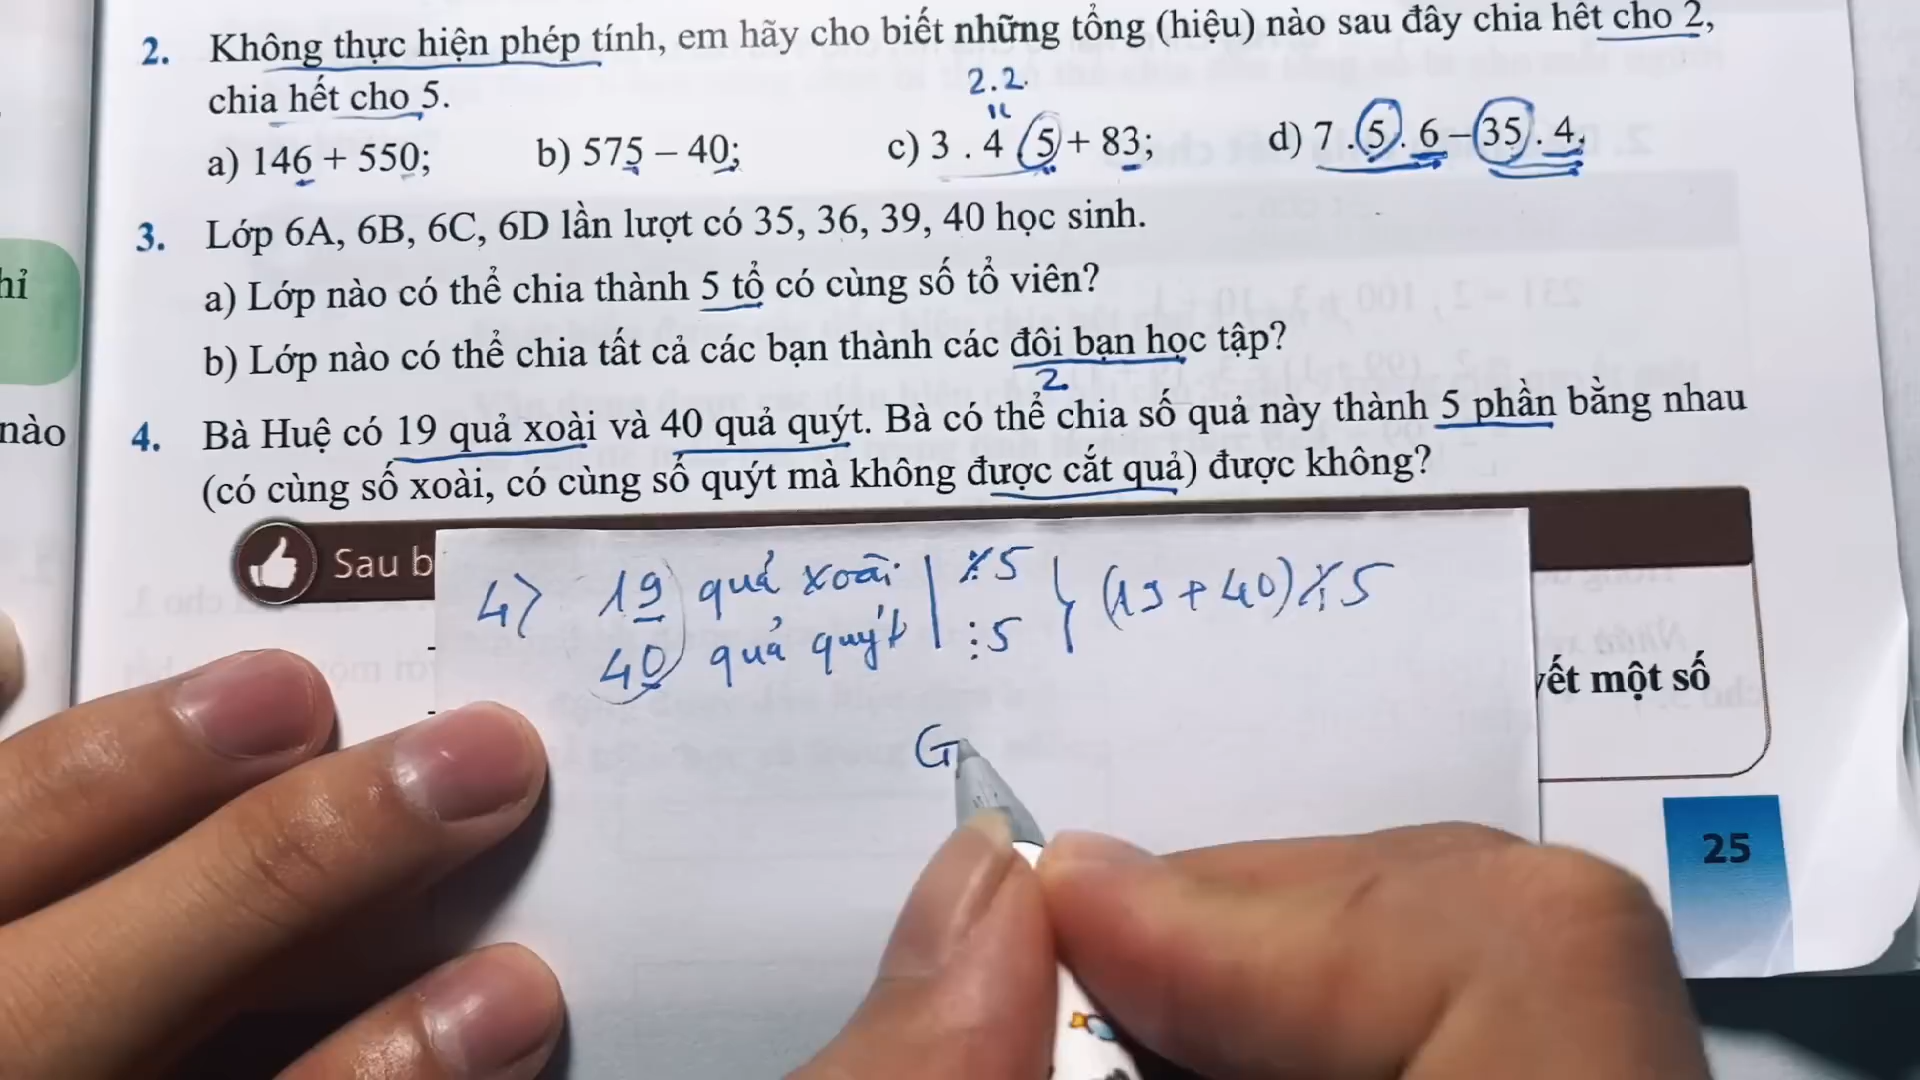 2. Không thực hiện phép tính, em hãy cho biết những tổng (hiệu) nào sau đây chia hết cho 2,
chia hết cho 5.
2.2.
a) 146 + 550; b) 575 – 40; c) 3 . 4 . 5 + 83; d) 7 . 5 . 6 – 35 . 4.
3. Lớp 6A, 6B, 6C, 6D lần lượt có 35, 36, 39, 40 học sinh.
a) Lớp nào có thể chia thành 5 tổ có cùng số tổ viên?
b) Lớp nào có thể chia tất cả các bạn thành các đôi bạn học tập?
2
4. Bà Huệ có 19 quả xoài và 40 quả quýt. Bà có thể chia số quả này thành 5 phần bằng nhau
(có cùng số xoài, có cùng số quýt mà không được cắt quả) được không?
hỉ
nào
Sau b
4) 19 quả xoài ⋮̸ 5 (19 + 40) ⋮̸ 5
40 quả quýt ⋮ 5
G
yết một số
25